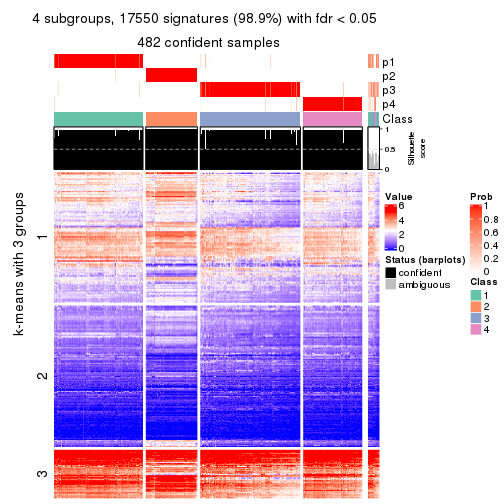 4 subgroups, 17550 signatures (98.9%) with fdr < 0.05
482 confident samples
p1
p2
p3
p4
Class
1
0.5
0
Silhouette
score
k-means with 3 groups
1
2
3
Value
6
4
2
0
Status (barplots)
confident
ambiguous
Prob
1
0.8
0.6
0.4
0.2
0
Class
1
2
3
4